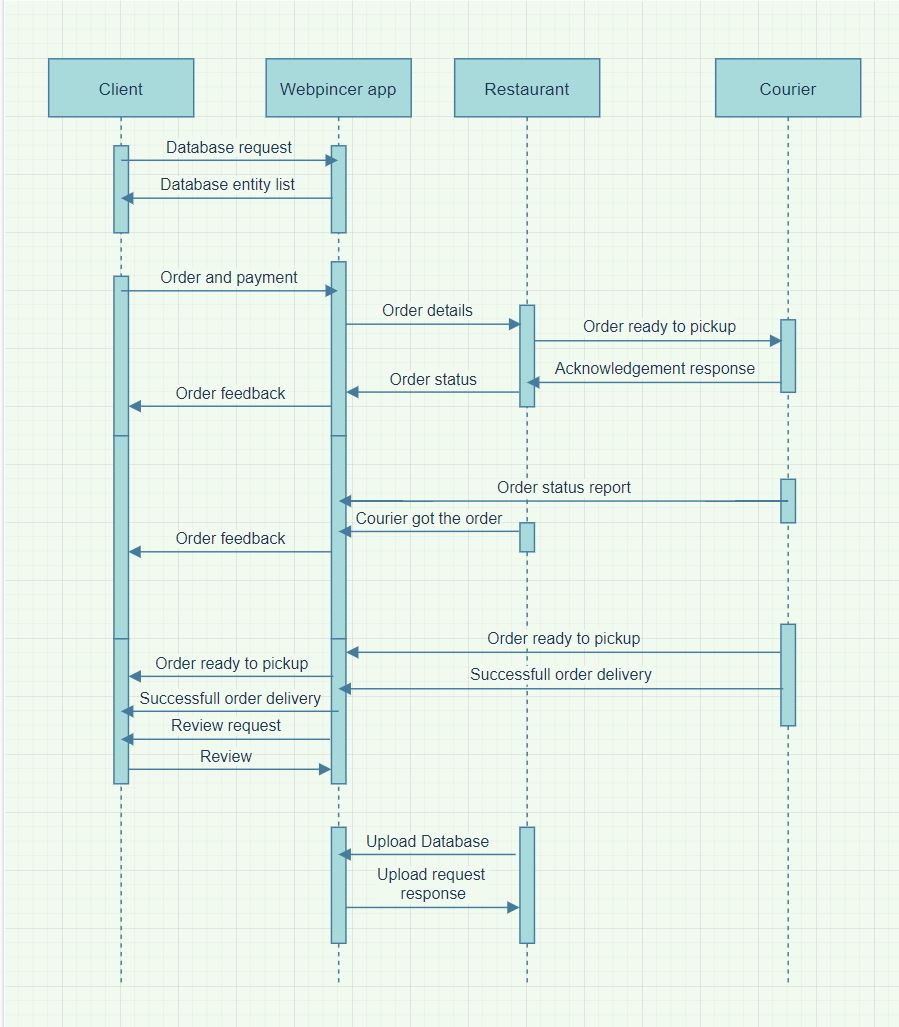 Client
Webpincer app
Restaurant
Courier
Database request
Database entity list
Order and payment
Order details
Order ready to pickup
Acknowledgement response
Order status
Order feedback
Order status report
Courier got the order
Order feedback
Order ready to pickup
Order ready to pickup
Successfull order delivery
Successfull order delivery
Review request
Review
Upload Database
Upload request
response